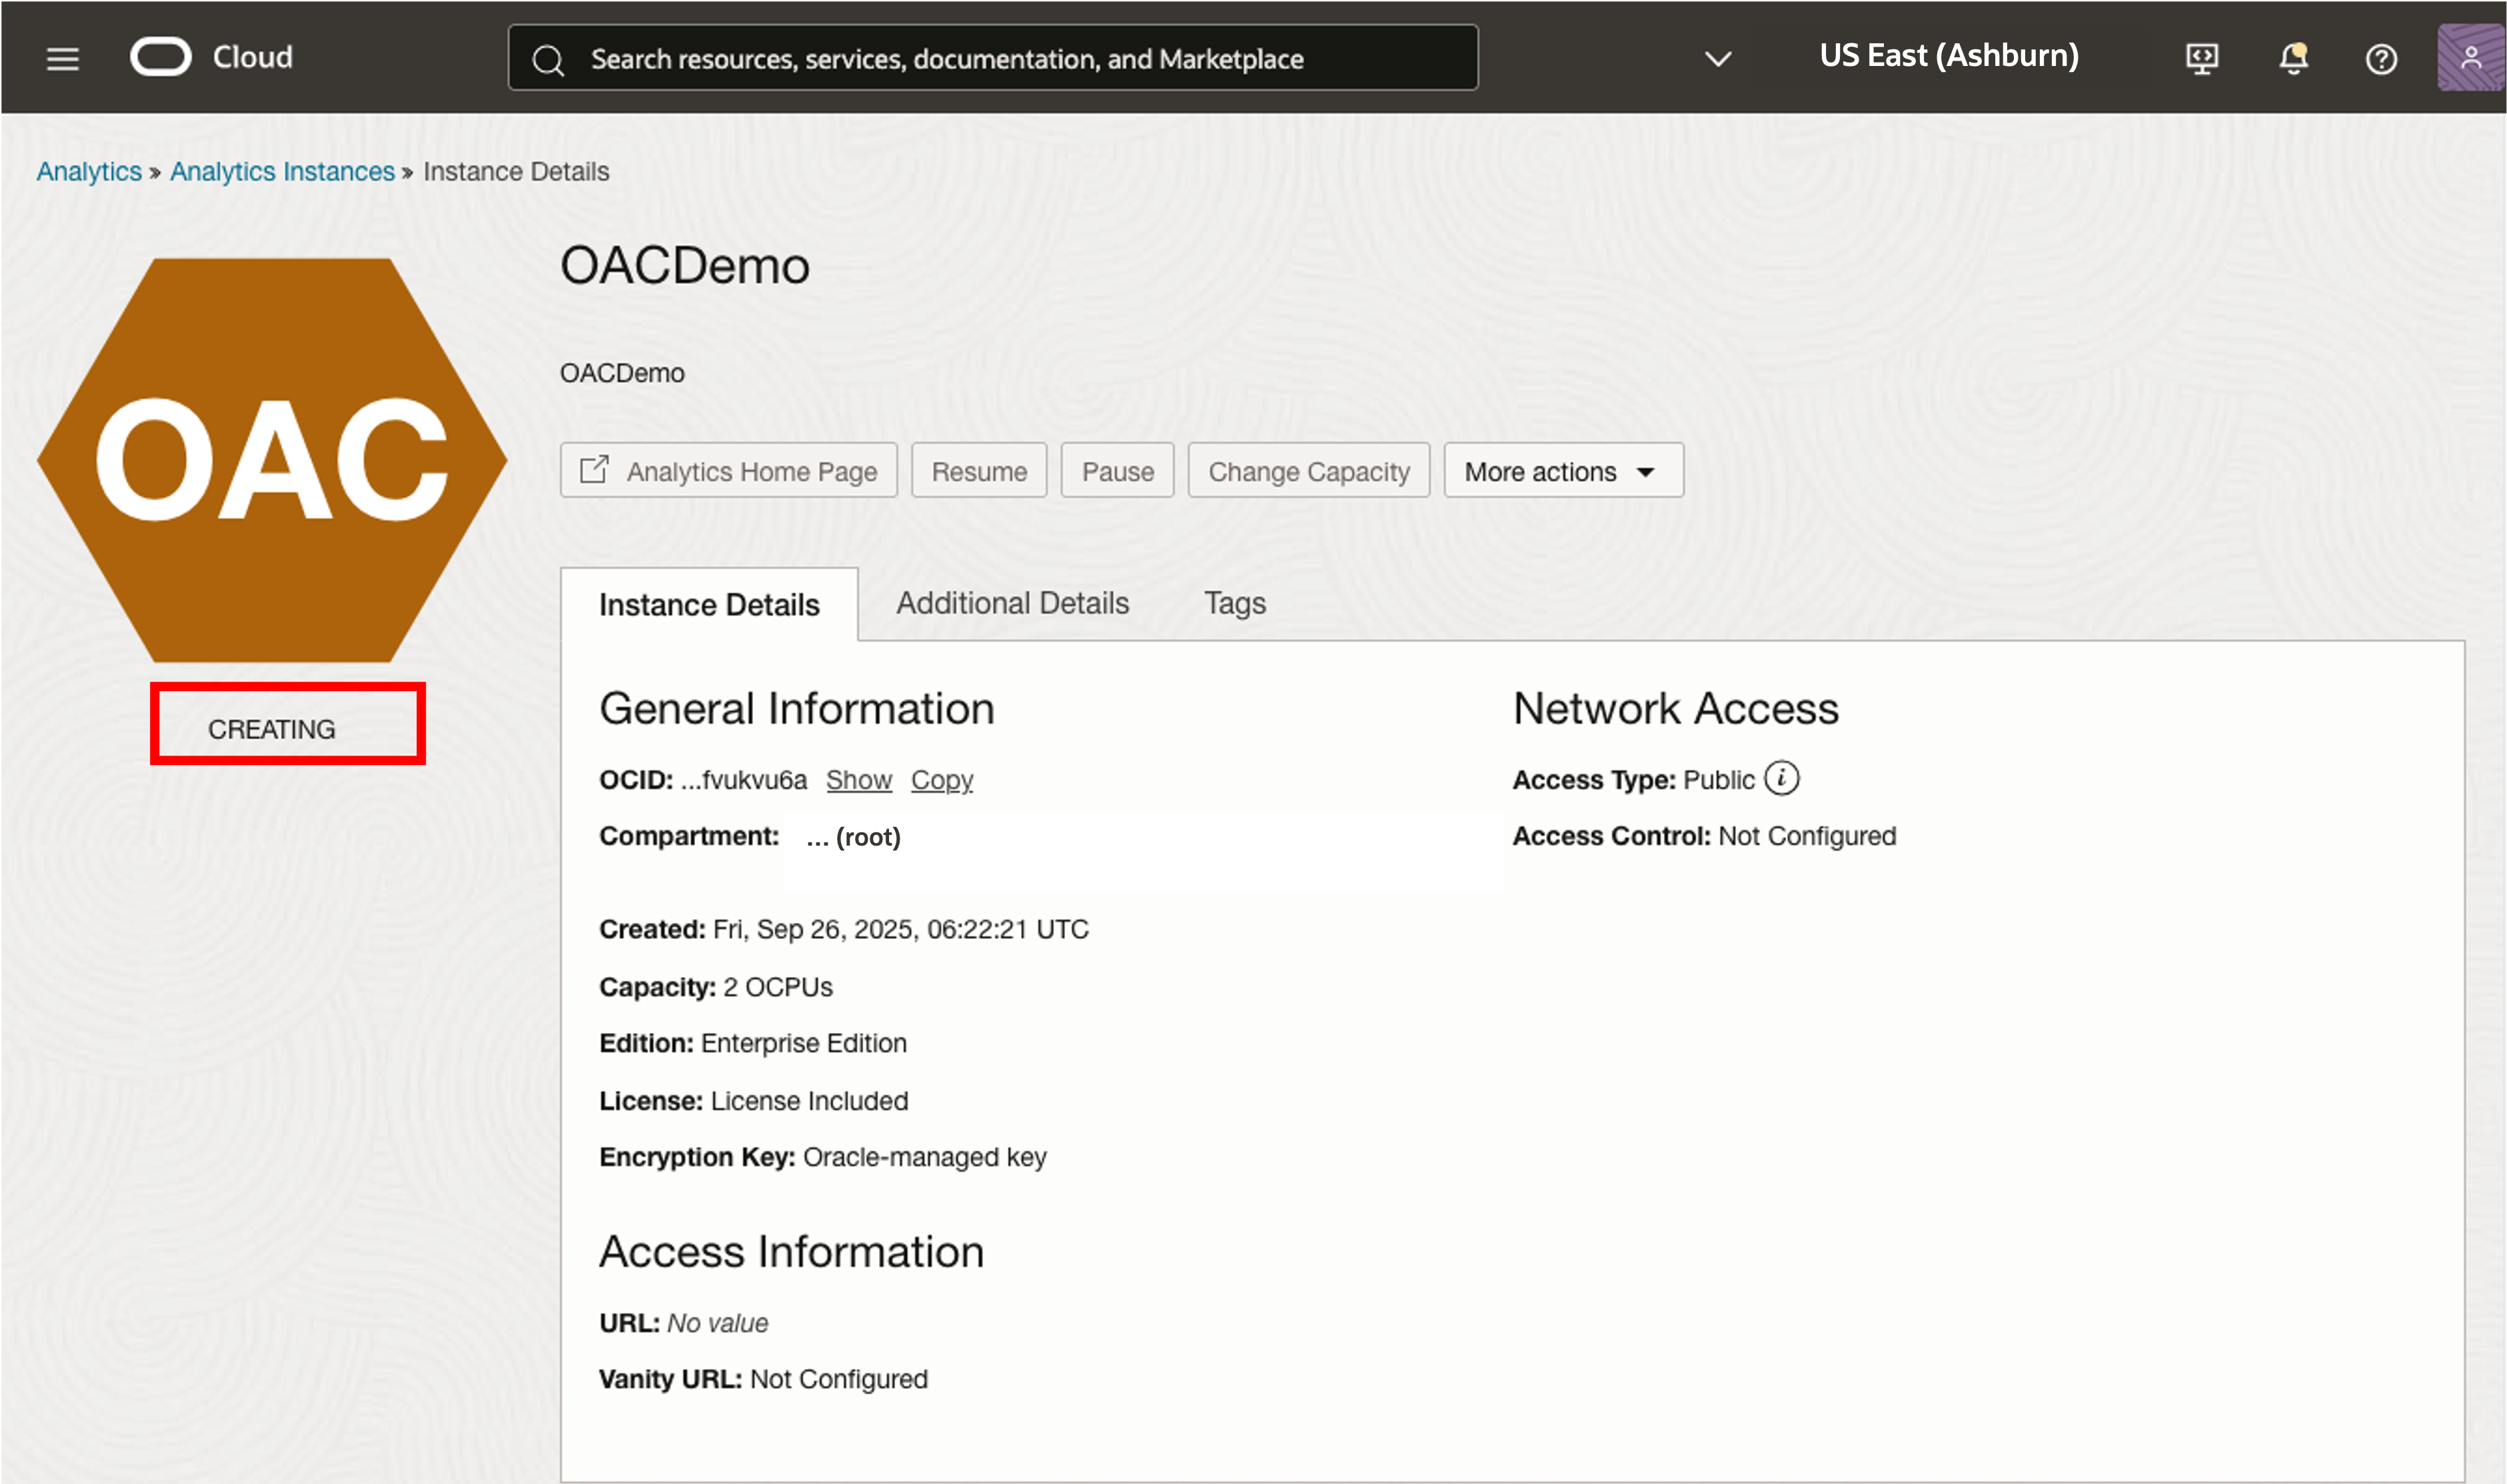 Cloud
Search resources, services, documentation, and Marketplace
US East (Ashburn)
Analytics » Analytics Instances » Instance Details
OACDemo
OAC
CREATING
OACDemo
Analytics Home Page
Resume
Pause
Change Capacity
More actions
Instance Details
Additional Details
Tags
General Information
OCID: ...fvukvu6a Show Copy
Compartment: ... (root)
Created: Fri, Sep 26, 2025, 06:22:21 UTC
Capacity: 2 OCPUs
Edition: Enterprise Edition
License: License Included
Encryption Key: Oracle-managed key
Access Information
URL: No value
Vanity URL: Not Configured
Network Access
Access Type: Public
Access Control: Not Configured